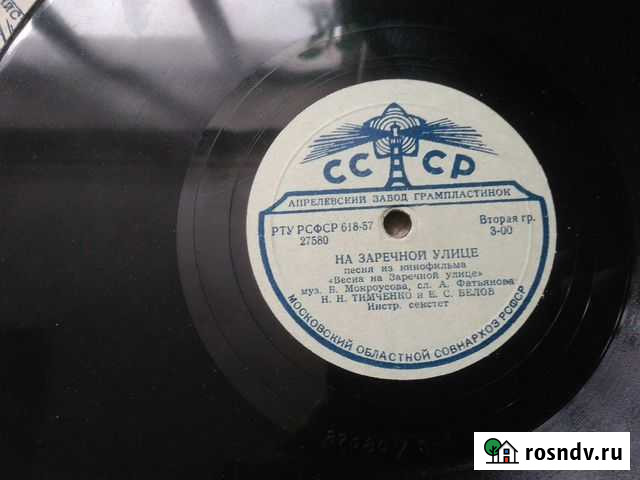 СССР
АПРЕЛЕВСКИЙ ЗАВОД ГРАМПЛАСТИНОК
РТУ РСФСР 618-57
27580
Вторая гр.
3-00
НА ЗАРЕЧНОЙ УЛИЦЕ
песня из кинофильма
«Весна на Заречной улице»
муз. Б. Мокроусова, сл. А. Фатьянова
Н. Н. ТИМЧЕНКО и Е. С. БЕЛОВ
Инстр. секстет
МОСКОВСКИЙ ОБЛАСТНОЙ СОВНАРХОЗ РСФСР
rosndv.ru